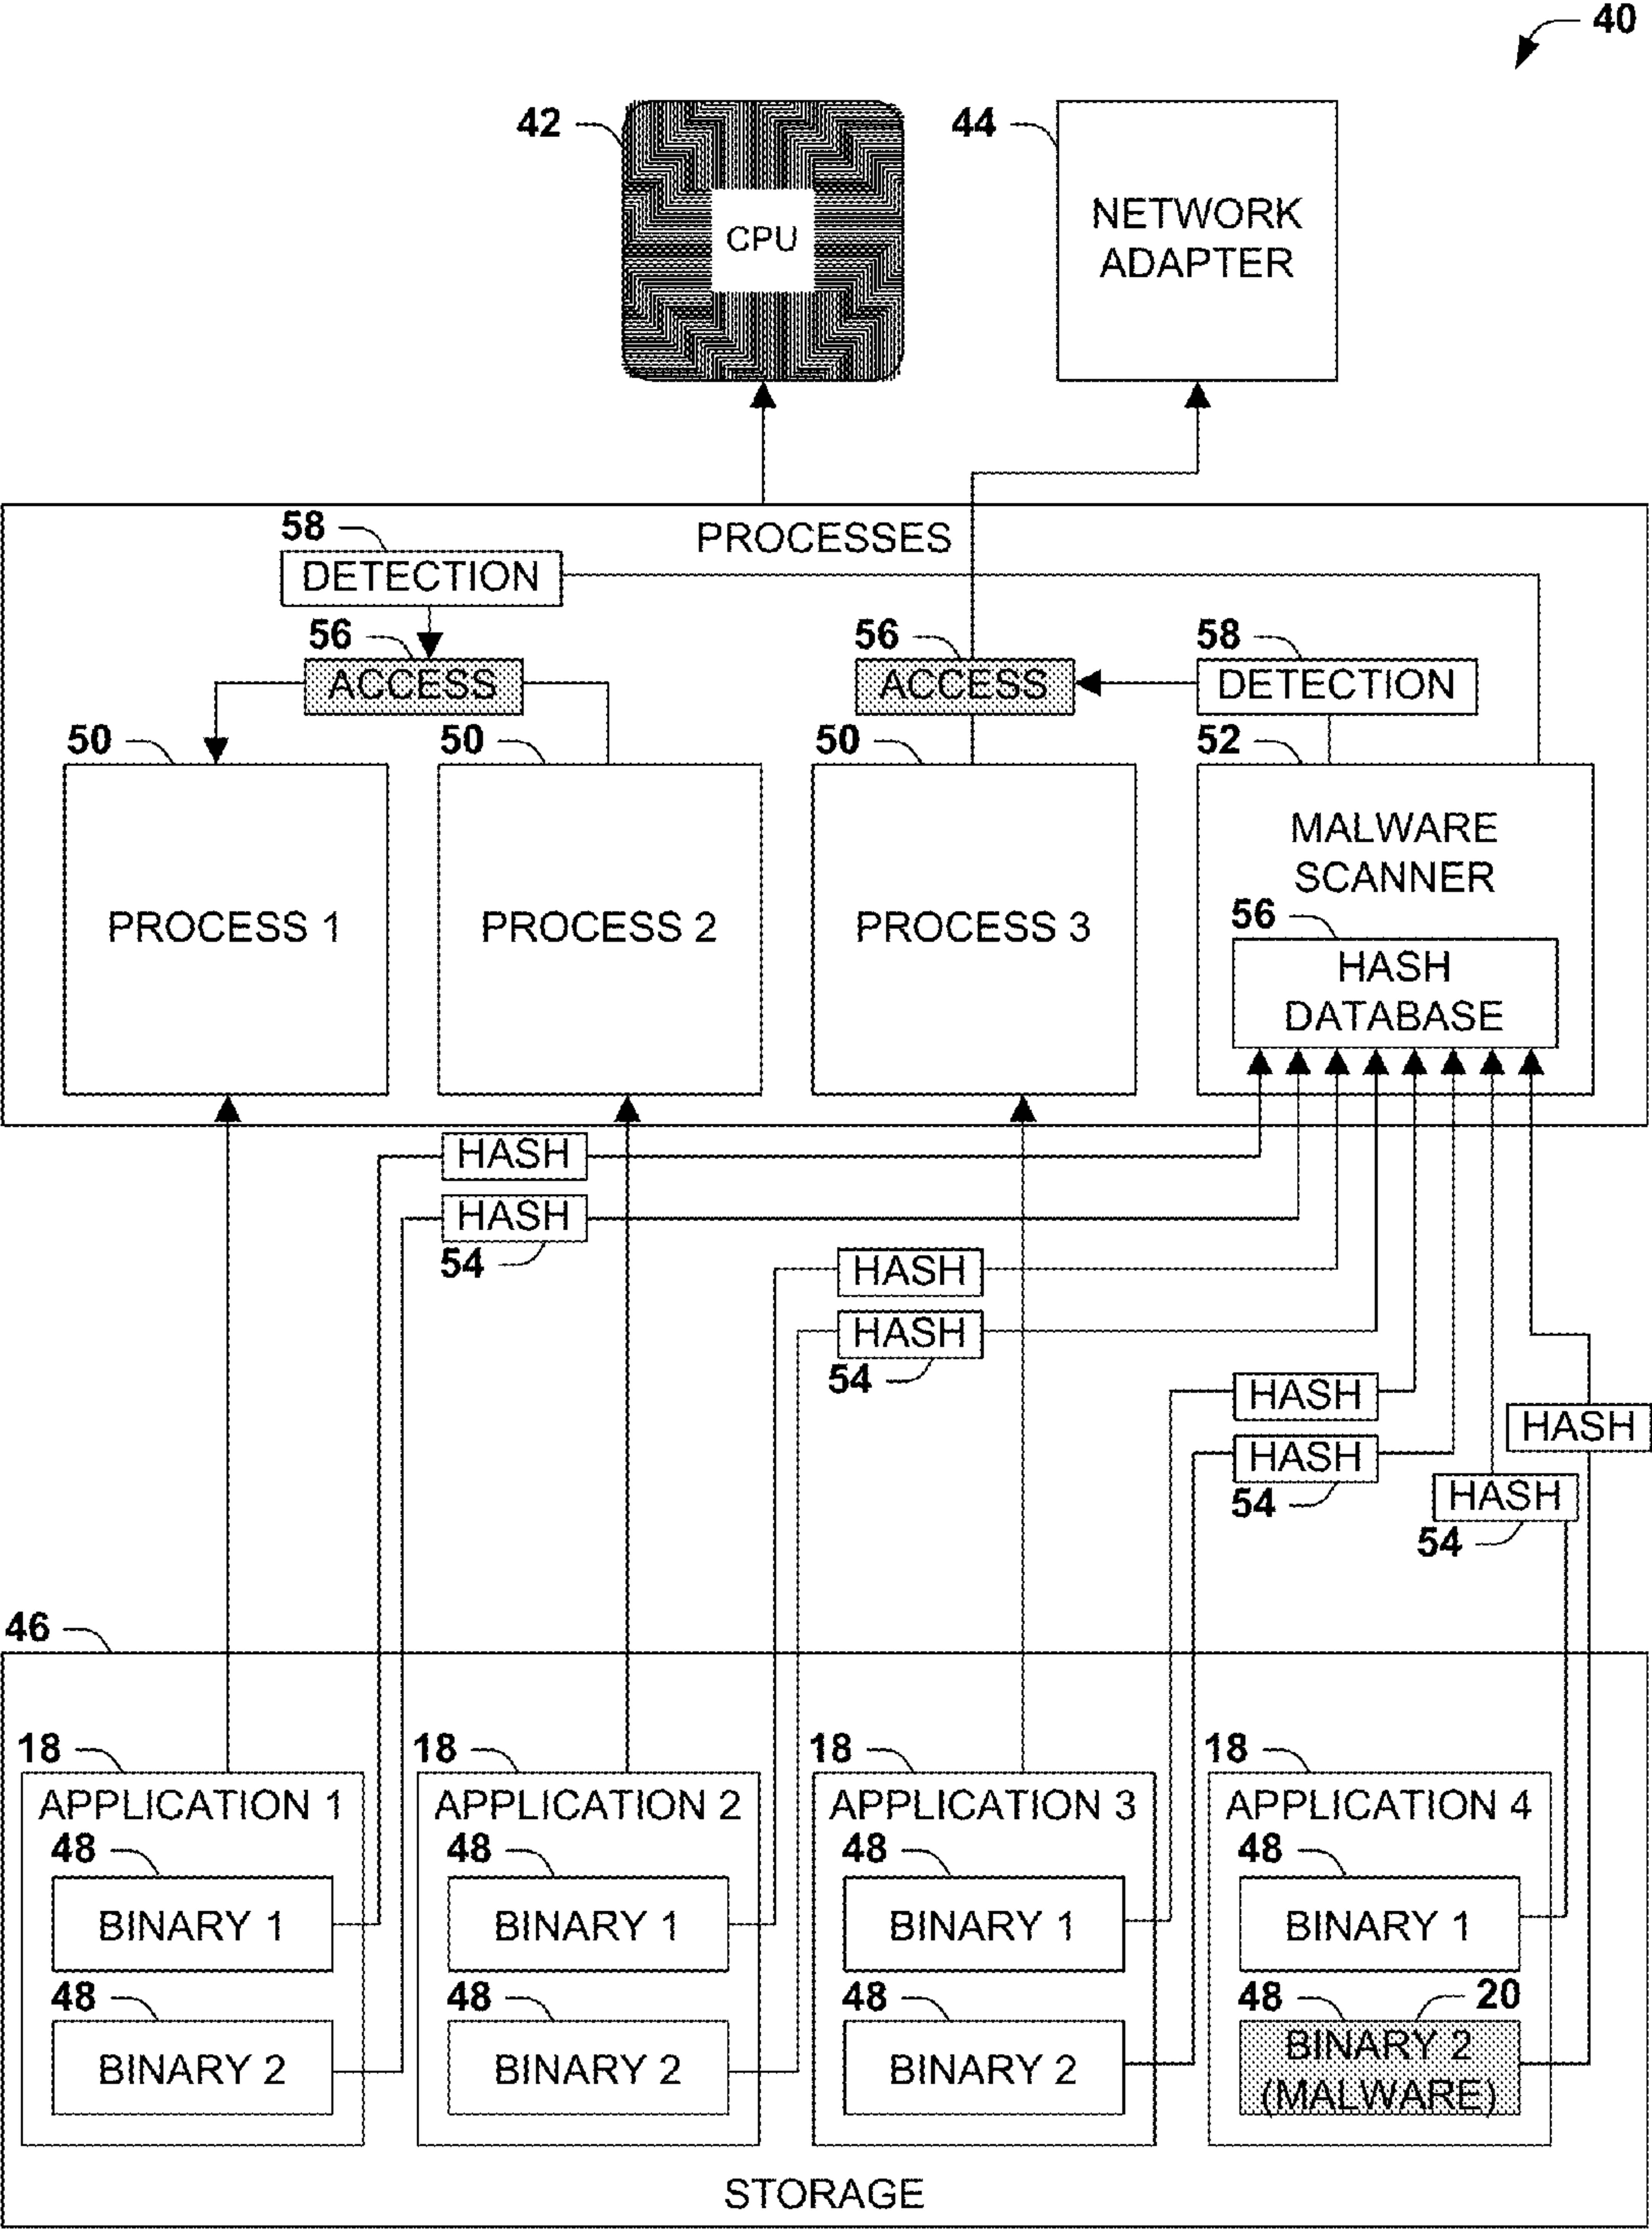 40
42
44
CPU
NETWORK
ADAPTER
PROCESSES
58
DETECTION
56
ACCESS
56
ACCESS
58
DETECTION
50
50
50
52
PROCESS 1
PROCESS 2
PROCESS 3
MALWARE
SCANNER
56
HASH
DATABASE
HASH
HASH
54
HASH
HASH
54
HASH
HASH
54
HASH
HASH
54
46
18
18
18
18
APPLICATION 1
APPLICATION 2
APPLICATION 3
APPLICATION 4
48
48
48
48
BINARY 1
BINARY 1
BINARY 1
BINARY 1
48
48
48
48
20
BINARY 2
BINARY 2
BINARY 2
BINARY 2
(MALWARE)
STORAGE